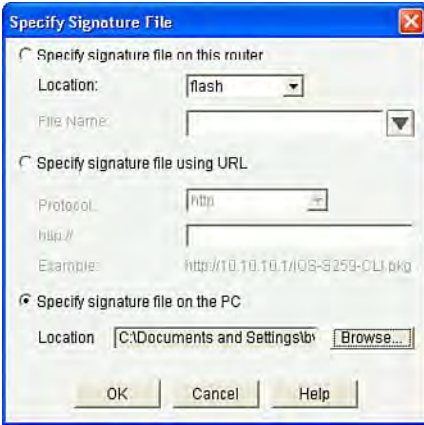 Specify Signature File
Specify signature file on this router
Location: flash
File Name:
Specify signature file using URL
Protocol: http
http://
Example: http://10.10.10.1/IOS-S259-CLI.pkg
Specify signature file on the PC
Location C:\Documents and Settings\bv Browse...
OK Cancel Help